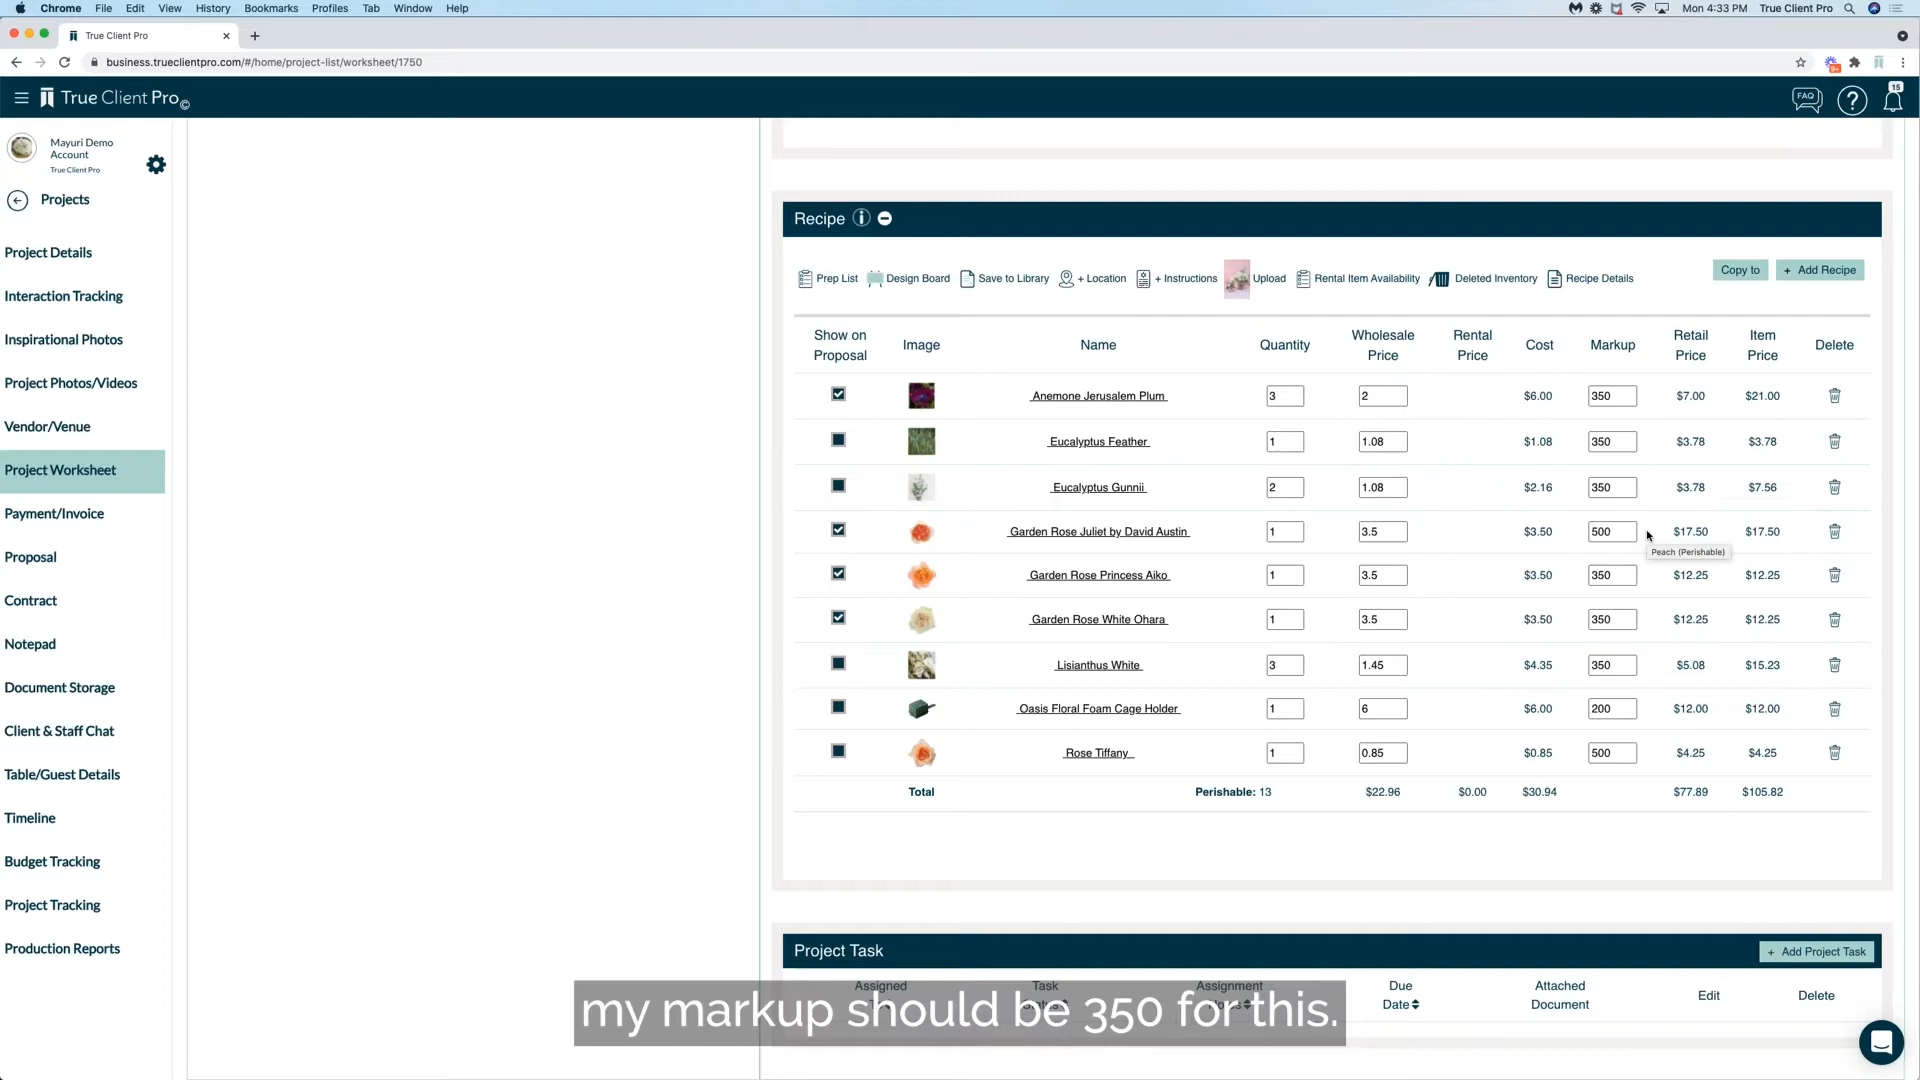 Chrome File Edit View History Bookmarks Profiles Tab Window Help Mon 4:33 PM True Client Pro
True Client Pro
business.trueclientpro.com/#/home/project-list/worksheet/1750
True Client Pro© FAQ ? 15
Mayuri Demo
Account
True Client Pro
Projects
Project Details
Interaction Tracking
Inspirational Photos
Project Photos/Videos
Vendor/Venue
Project Worksheet
Payment/Invoice
Proposal
Contract
Notepad
Document Storage
Client & Staff Chat
Table/Guest Details
Timeline
Budget Tracking
Project Tracking
Production Reports
Recipe
Prep List Design Board Save to Library + Location + Instructions Upload Rental Item Availability Deleted Inventory Recipe Details Copy to + Add Recipe
Show on Proposal Image Name Quantity Wholesale Price Rental Price Cost Markup Retail Price Item Price Delete
Anemone Jerusalem Plum 3 2 $6.00 350 $7.00 $21.00
Eucalyptus Feather 1 1.08 $1.08 350 $3.78 $3.78
Eucalyptus Gunnii 2 1.08 $2.16 350 $3.78 $7.56
Garden Rose Juliet by David Austin 1 3.5 $3.50 500 $17.50 $17.50
Peach (Perishable)
Garden Rose Princess Aiko 1 3.5 $3.50 350 $12.25 $12.25
Garden Rose White Ohara 1 3.5 $3.50 350 $12.25 $12.25
Lisianthus White 3 1.45 $4.35 350 $5.08 $15.23
Oasis Floral Foam Cage Holder 1 6 $6.00 200 $12.00 $12.00
Rose Tiffany 1 0.85 $0.85 500 $4.25 $4.25
Total Perishable: 13 $22.96 $0.00 $30.94 $77.89 $105.82
Project Task + Add Project Task
Assigned Task Assignment Due Date Attached Document Edit Delete
my markup should be 350 for this.